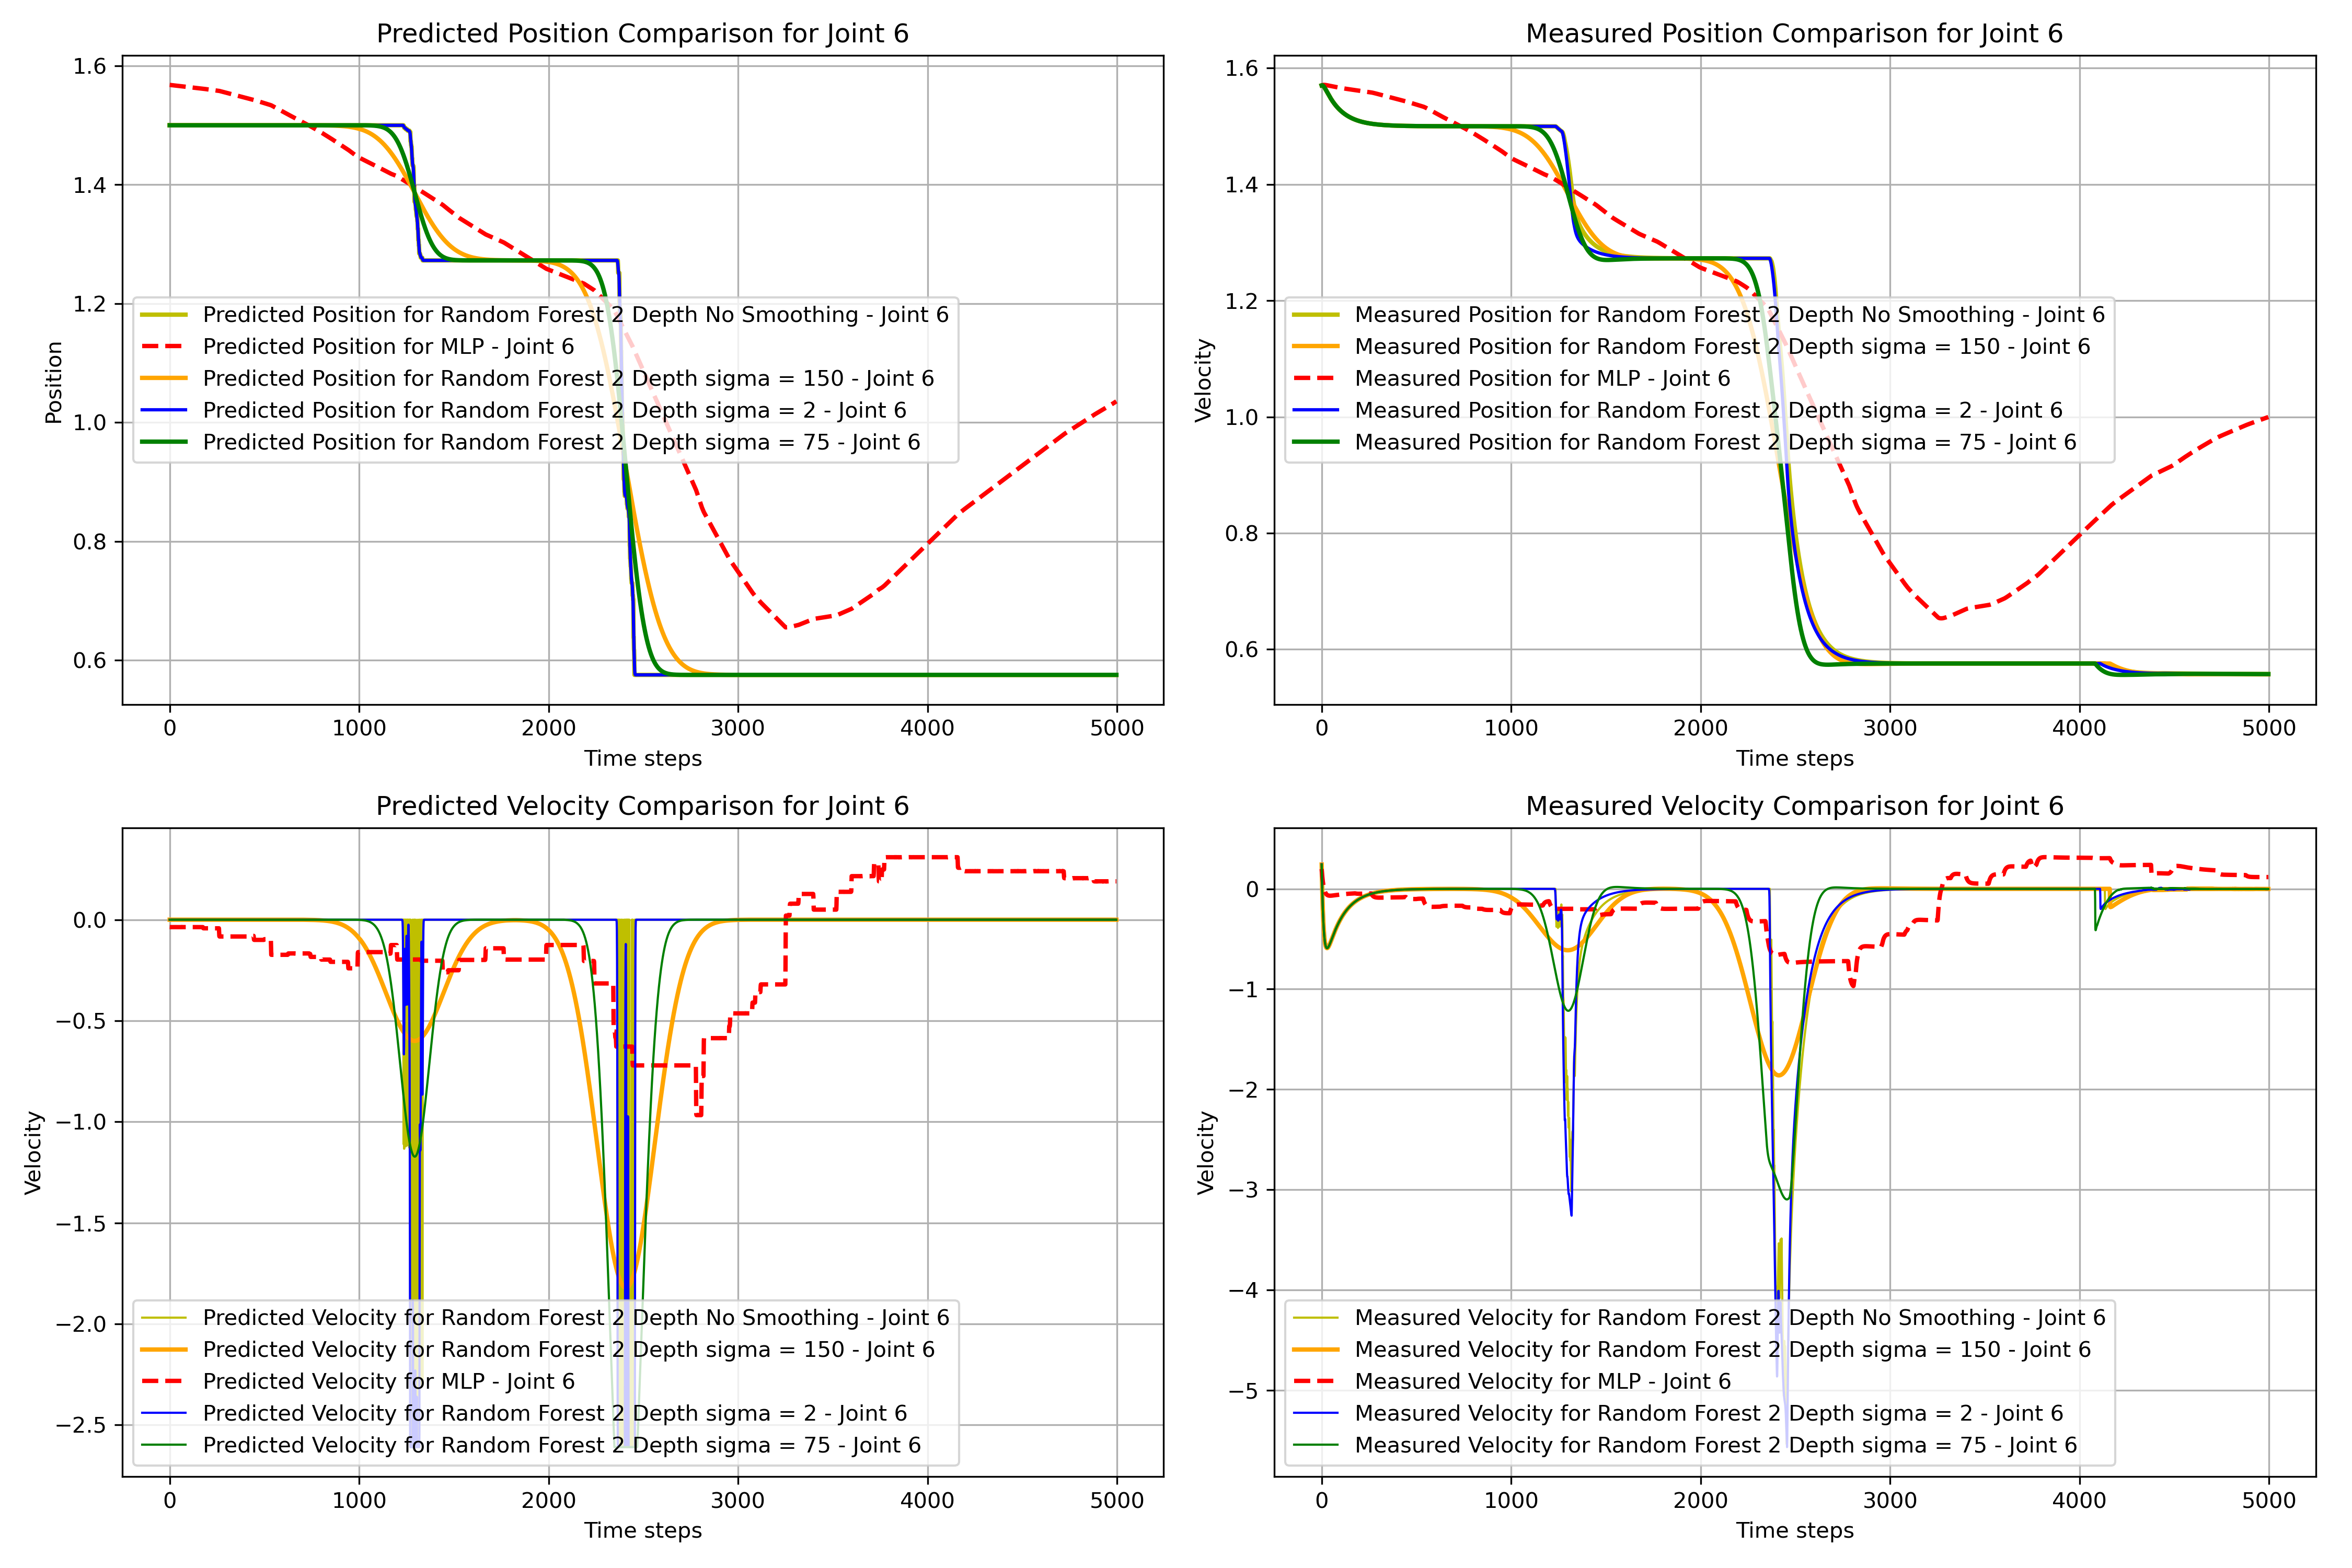 Predicted Position Comparison for Joint 6
1.6
1.4
1.2
1.0
0.8
0.6
Position
Predicted Position for Random Forest 2 Depth No Smoothing - Joint 6
Predicted Position for MLP - Joint 6
Predicted Position for Random Forest 2 Depth sigma = 150 - Joint 6
Predicted Position for Random Forest 2 Depth sigma = 2 - Joint 6
Predicted Position for Random Forest 2 Depth sigma = 75 - Joint 6
0 1000 2000 3000 4000 5000
Time steps
Measured Position Comparison for Joint 6
1.6
1.4
1.2
1.0
0.8
0.6
Velocity
Measured Position for Random Forest 2 Depth No Smoothing - Joint 6
Measured Position for Random Forest 2 Depth sigma = 150 - Joint 6
Measured Position for MLP - Joint 6
Measured Position for Random Forest 2 Depth sigma = 2 - Joint 6
Measured Position for Random Forest 2 Depth sigma = 75 - Joint 6
0 1000 2000 3000 4000 5000
Time steps
Predicted Velocity Comparison for Joint 6
0.0
−0.5
−1.0
−1.5
−2.0
−2.5
Velocity
Predicted Velocity for Random Forest 2 Depth No Smoothing - Joint 6
Predicted Velocity for Random Forest 2 Depth sigma = 150 - Joint 6
Predicted Velocity for MLP - Joint 6
Predicted Velocity for Random Forest 2 Depth sigma = 2 - Joint 6
Predicted Velocity for Random Forest 2 Depth sigma = 75 - Joint 6
0 1000 2000 3000 4000 5000
Time steps
Measured Velocity Comparison for Joint 6
0
−1
−2
−3
−4
−5
Velocity
Measured Velocity for Random Forest 2 Depth No Smoothing - Joint 6
Measured Velocity for Random Forest 2 Depth sigma = 150 - Joint 6
Measured Velocity for MLP - Joint 6
Measured Velocity for Random Forest 2 Depth sigma = 2 - Joint 6
Measured Velocity for Random Forest 2 Depth sigma = 75 - Joint 6
0 1000 2000 3000 4000 5000
Time steps